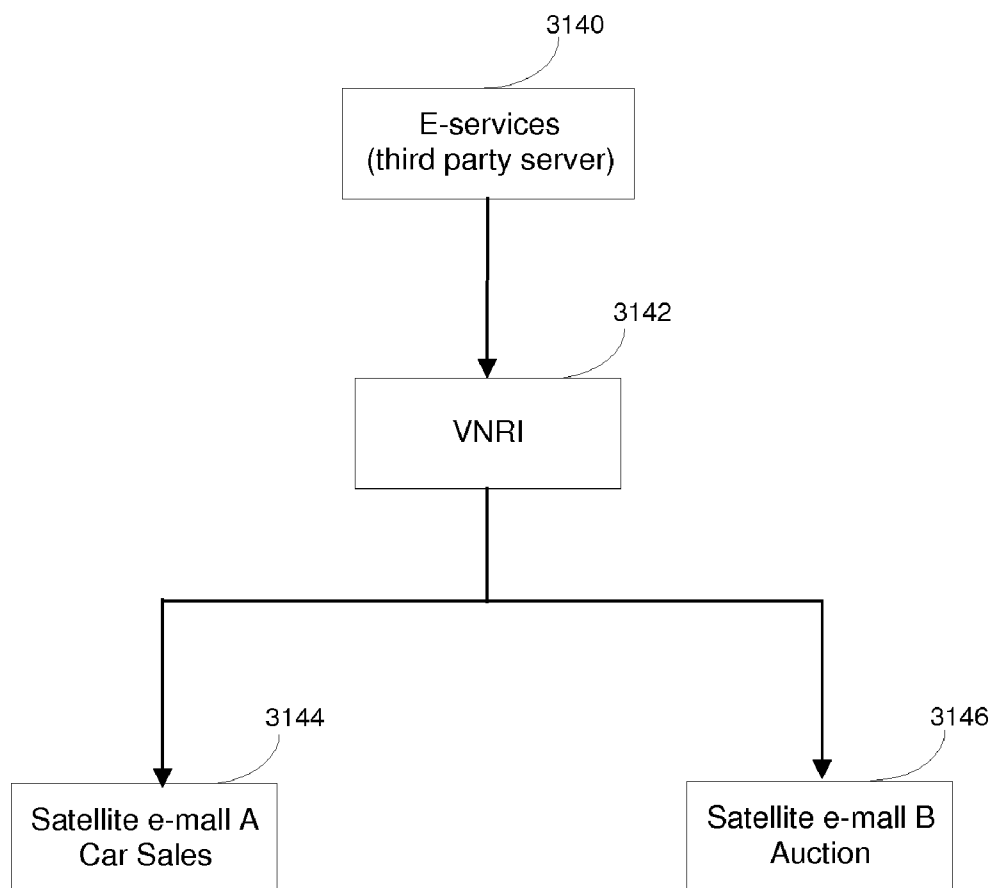 3140
E-services
(third party server)
3142
VNRI
3144
Satellite e-mall A
Car Sales
3146
Satellite e-mall B
Auction